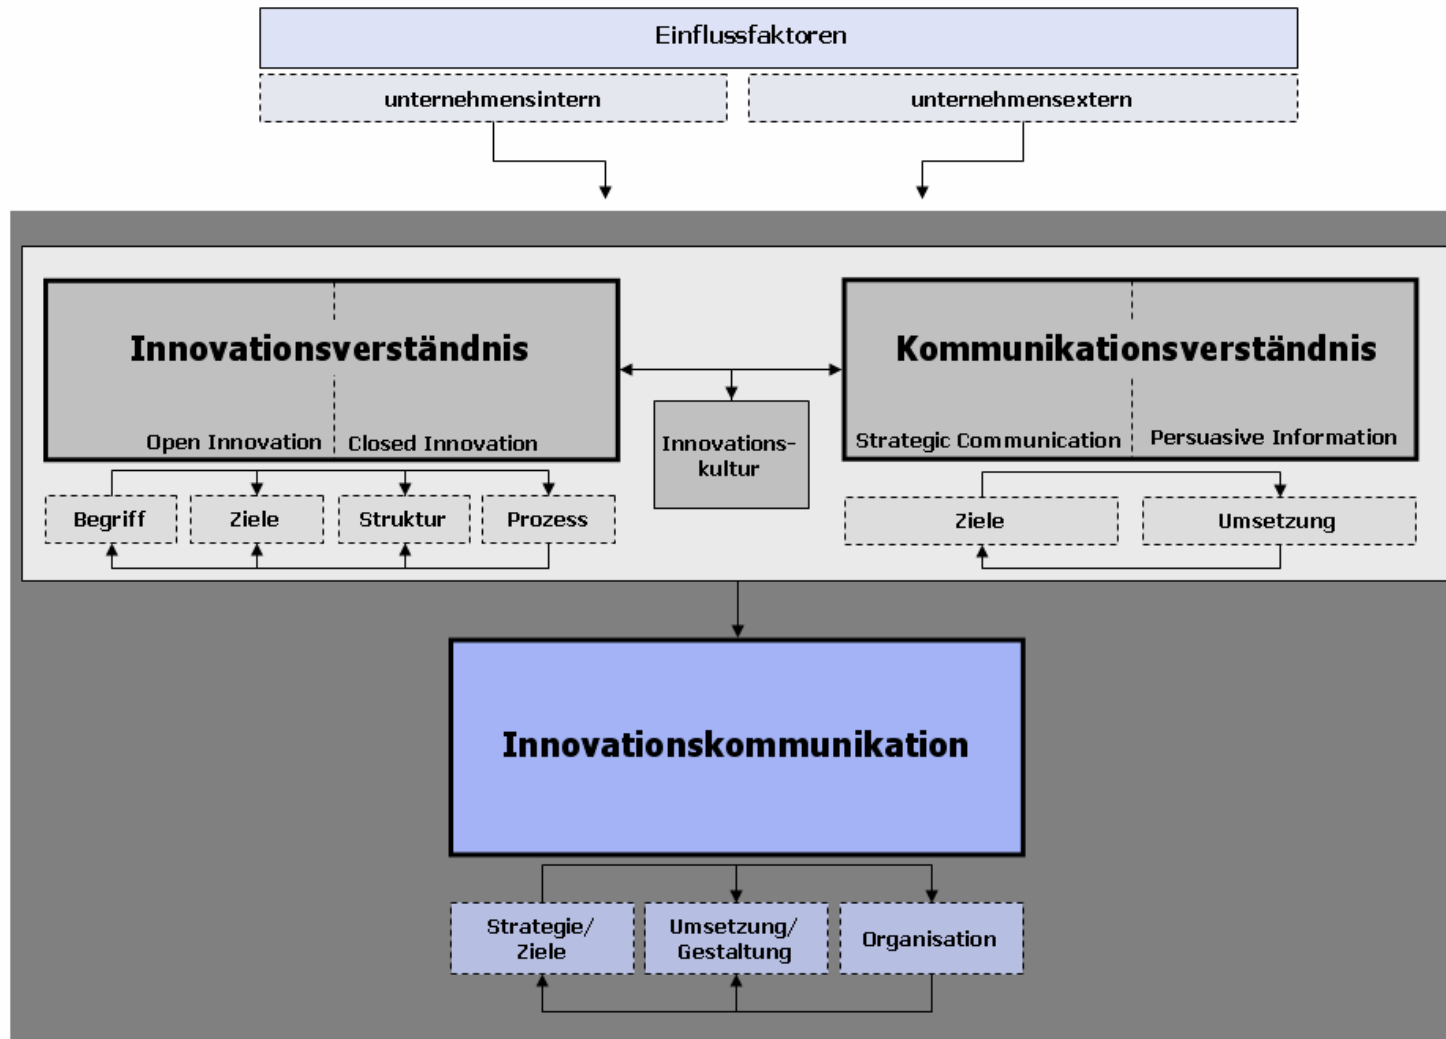 Einflussfaktoren
unternehmensintern
unternehmensextern
Innovationsverständnis
Open Innovation
Closed Innovation
Innovations-
kultur
Kommunikationsverständnis
Strategic Communication
Persuasive Information
Begriff
Ziele
Struktur
Prozess
Ziele
Umsetzung
Innovationskommunikation
Strategie/
Ziele
Umsetzung/
Gestaltung
Organisation